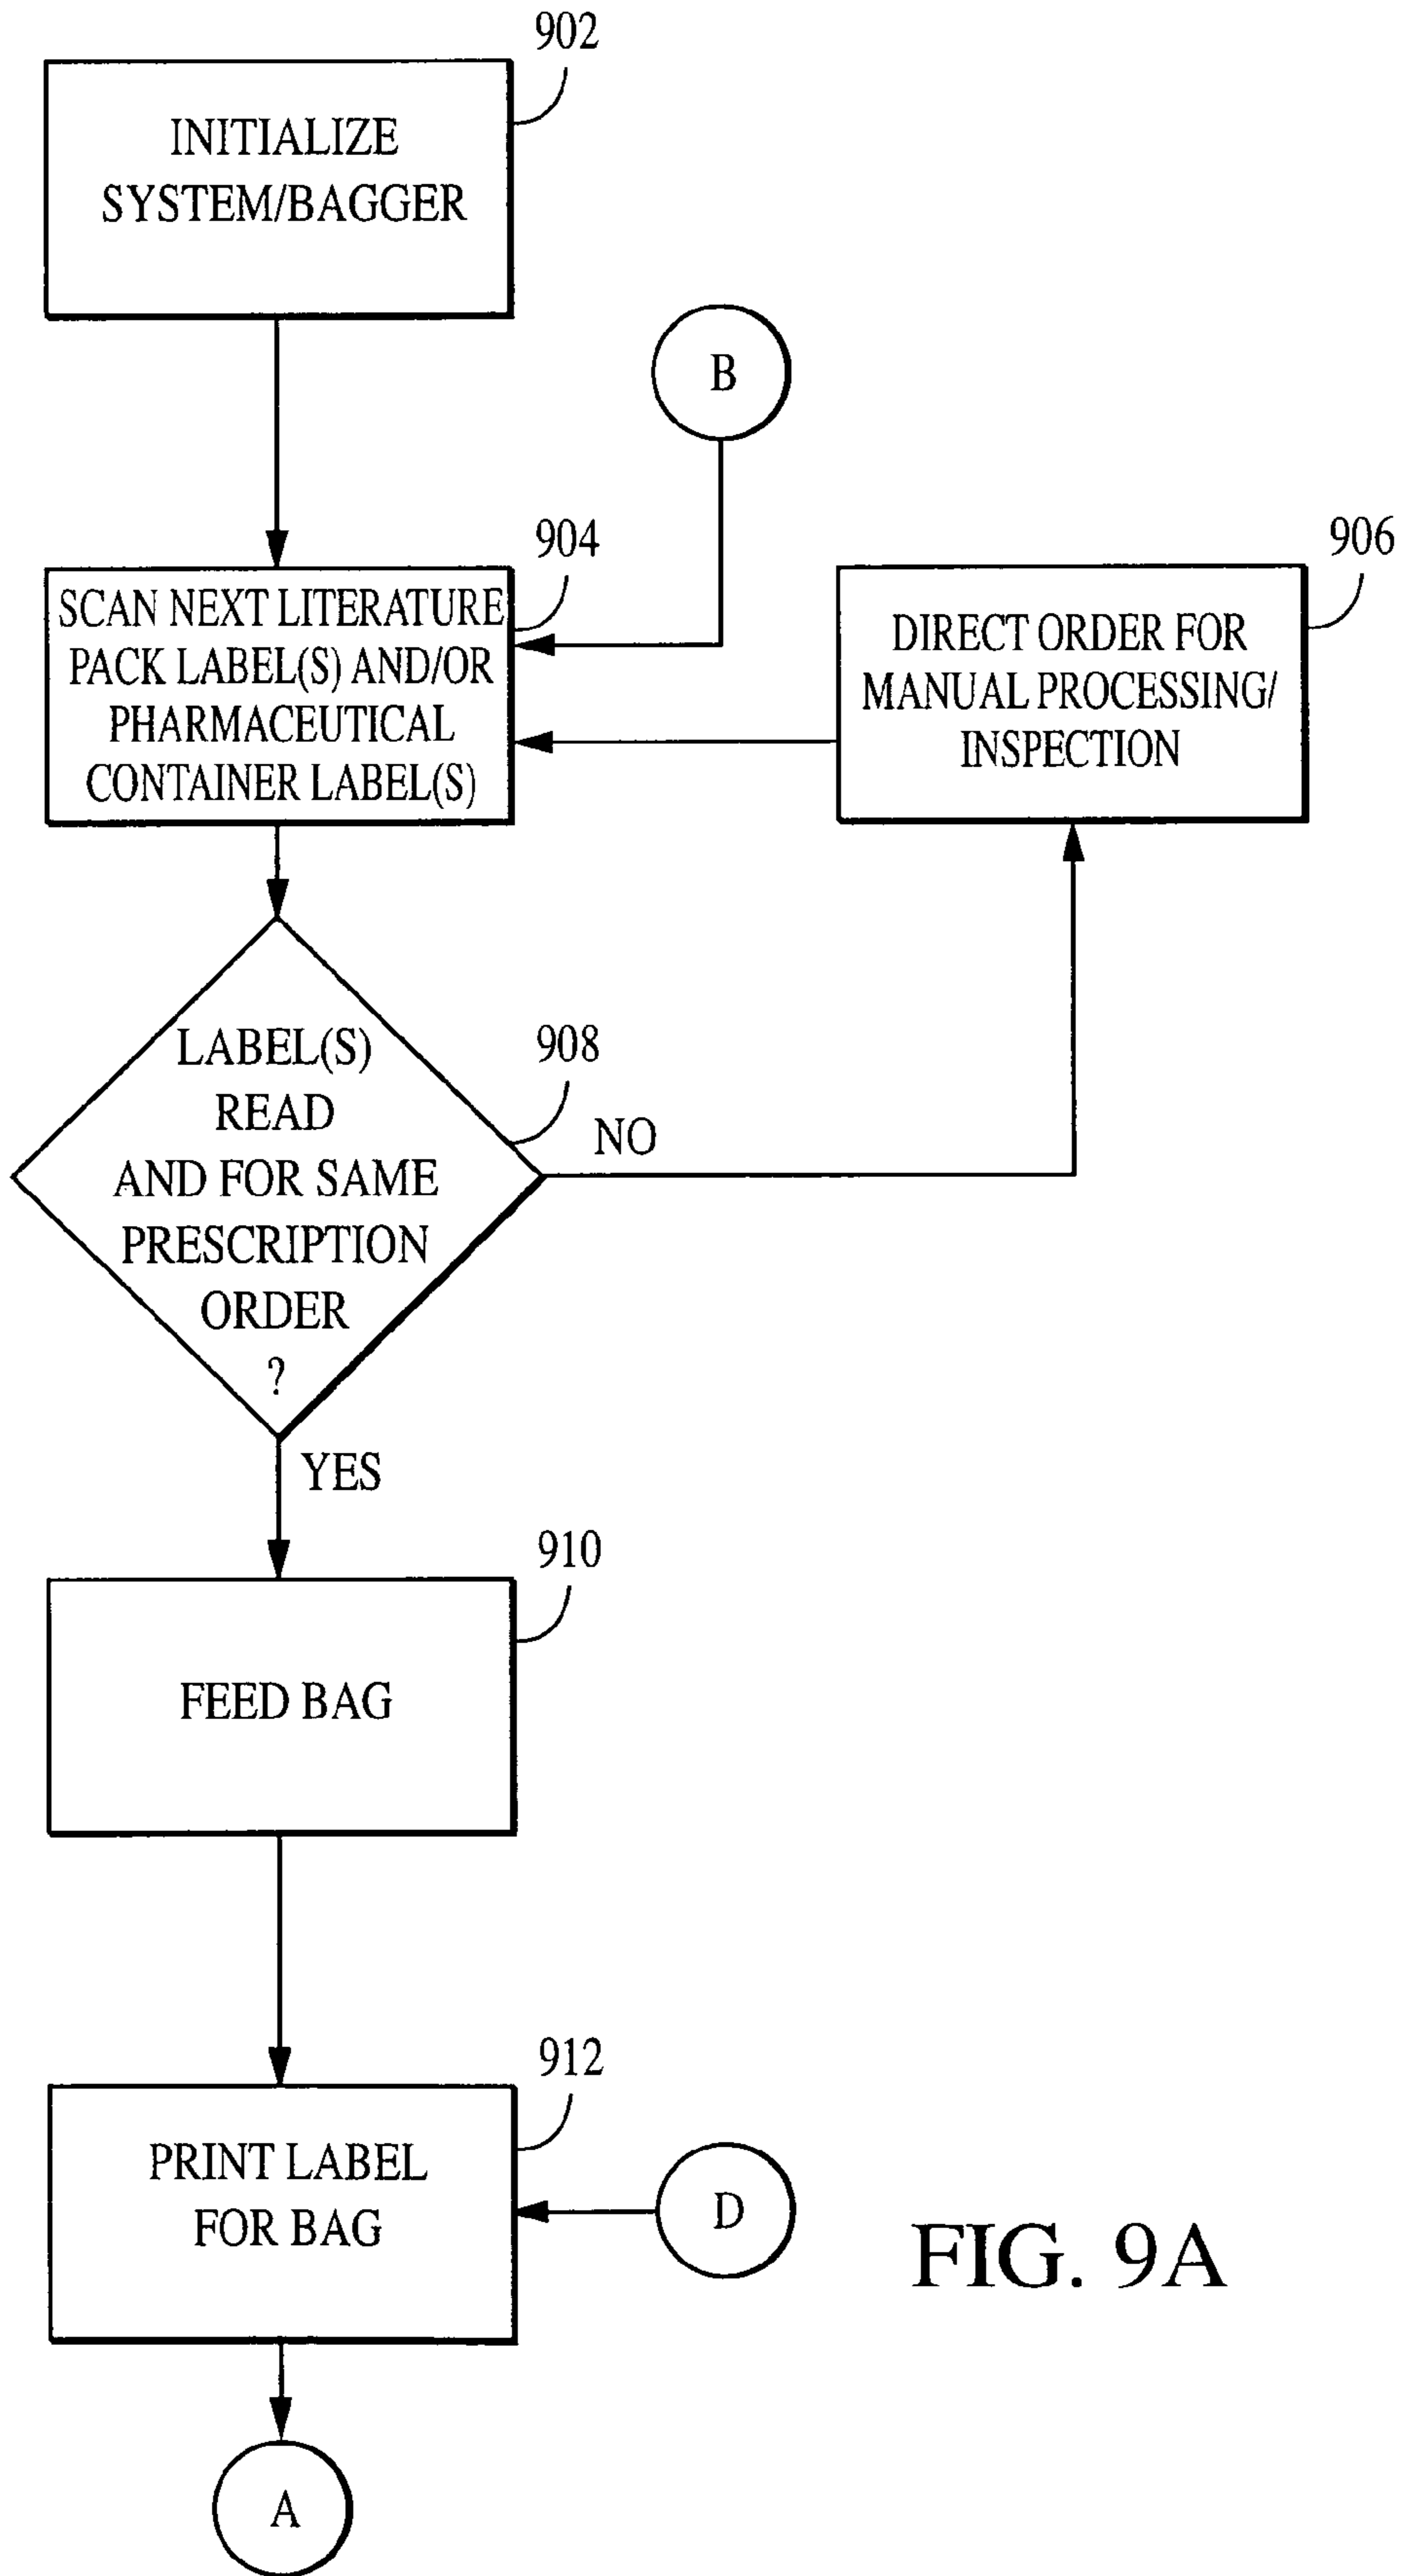 902
INITIALIZE
SYSTEM/BAGGER
B
904
SCAN NEXT LITERATURE
PACK LABEL(S) AND/OR
PHARMACEUTICAL
CONTAINER LABEL(S)
906
DIRECT ORDER FOR
MANUAL PROCESSING/
INSPECTION
908
LABEL(S)
READ
AND FOR SAME
PRESCRIPTION
ORDER
?
NO
YES
910
FEED BAG
912
PRINT LABEL
FOR BAG
D
FIG. 9A
A